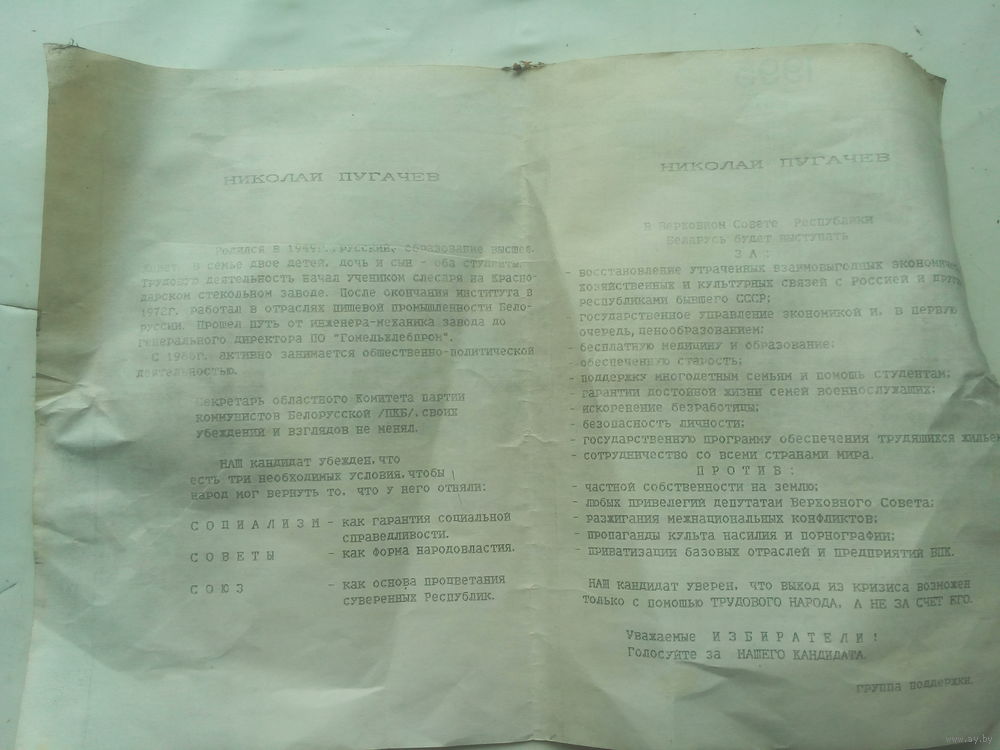 НИКОЛАЙ ПУГАЧЕВ
Родился в 1949г., русский, образование высшее,
женат, в семье двое детей, дочь и сын - оба студенты.
Трудовую деятельность начал учеником слесаря на Красно-
дарском стекольном заводе. После окончания института в
1972г. работал в отраслях пищевой промышленности Бело-
руссии. Прошел путь от инженера-механика завода до
генерального директора ПО "Гомельхлебпром".
С 1986г. активно занимается общественно-политической
деятельностью.
Секретарь областного Комитета партии
коммунистов Белорусской /ПКБ/, своих
убеждений и взглядов не менял.
НАШ кандидат убежден, что
есть три необходимых условия, чтобы
народ мог вернуть то, что у него отняли:
С О Ц И А Л И З М - как гарантия социальной
справедливости.
С О В Е Т Ы - как форма народовластия.
С О Ю З - как основа процветания
суверенных Республик.
НИКОЛАЙ ПУГАЧЕВ
в Верховном Совете Республики
Беларусь будет выступать
З А :
- восстановление утраченных взаимовыгодных экономичес
хозяйственных и культурных связей с Россией и други
республиками бывшего СССР;
- государственное управление экономикой и, в первую
очередь, ценообразованием;
- бесплатную медицину и образование;
- обеспеченную старость;
- поддержку многодетным семьям и помощь студентам;
- гарантии достойной жизни семей военнослужащих;
- искоренение безработицы;
- безопасность личности;
- государственную программу обеспечения трудящихся жильем
- сотрудничество со всеми странами мира.
П Р О Т И В :
- частной собственности на землю;
- любых привелегий депутатам Верховного Совета;
- разжигания межнациональных конфликтов;
- пропаганды культа насилия и порнографии;
- приватизации базовых отраслей и предприятий ВПК.
НАШ кандидат уверен, что выход из кризиса возможен
только с помощью ТРУДОВОГО НАРОДА, А НЕ ЗА СЧЕТ ЕГО.
Уважаемые И З Б И Р А Т Е Л И !
Голосуйте за НАШЕГО КАНДИДАТА.
Группа поддержки.
www.ay.by